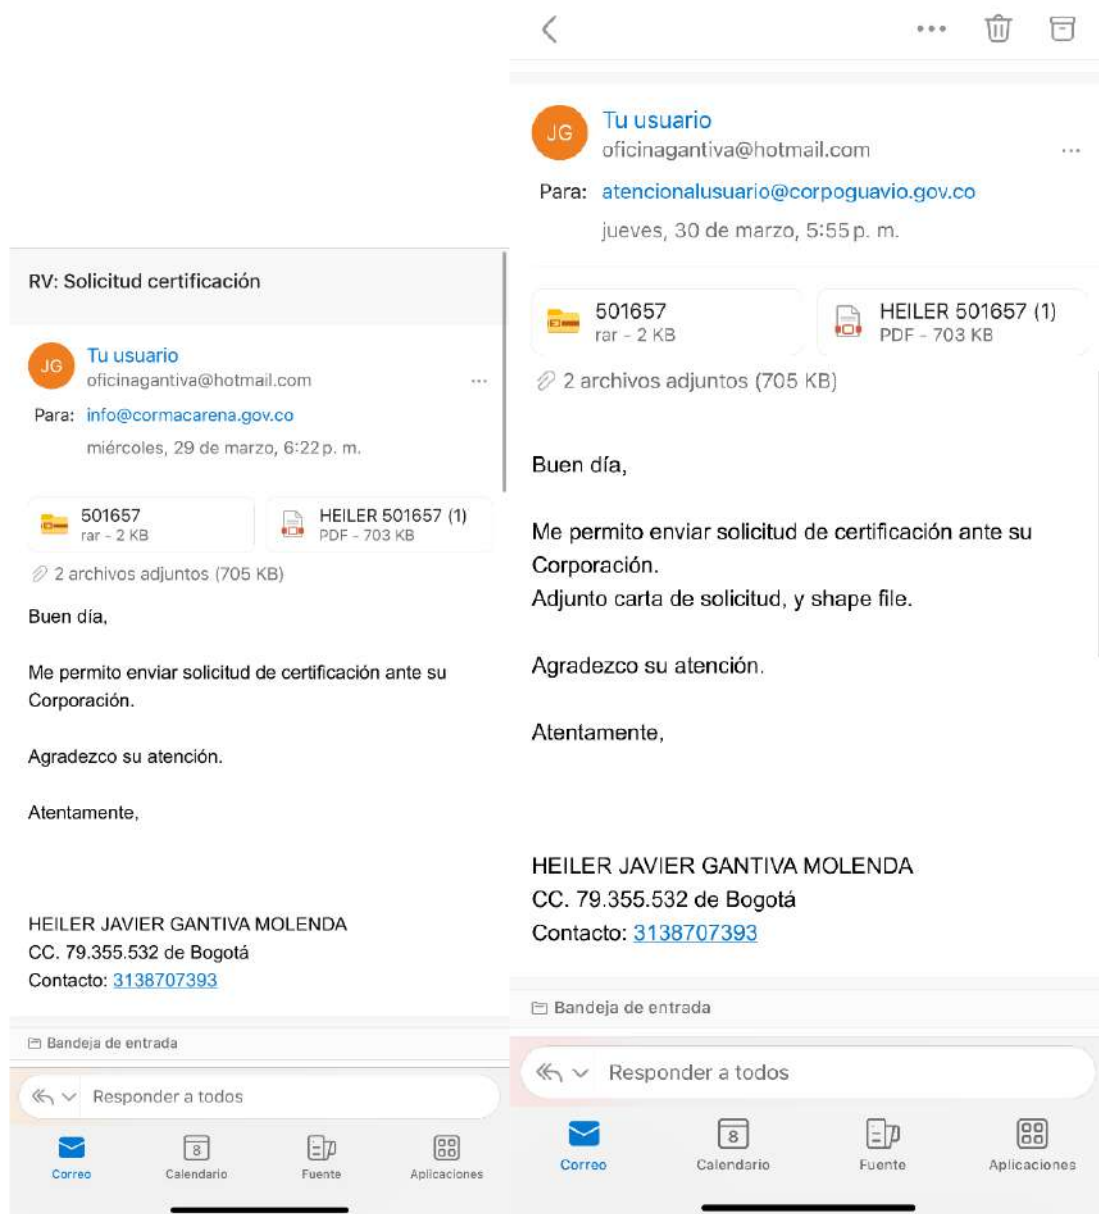 RV: Solicitud certificación
JG
Tu usuario
oficinagantiva@hotmail.com
Para: info@cormacarena.gov.co
miércoles, 29 de marzo, 6:22 p. m.
501657
rar - 2 KB
HEILER 501657 (1)
PDF - 703 KB
2 archivos adjuntos (705 KB)
Buen día,
Me permito enviar solicitud de certificación ante su
Corporación.
Agradezco su atención.
Atentamente,
HEILER JAVIER GANTIVA MOLENDA
CC. 79.355.532 de Bogotá
Contacto: 3138707393
Bandeja de entrada
Responder a todos
8
Correo
Calendario
Fuente
Aplicaciones
JG
Tu usuario
oficinagantiva@hotmail.com
Para: atencionalusuario@corpoguavio.gov.co
jueves, 30 de marzo, 5:55 p. m.
501657
rar - 2 KB
HEILER 501657 (1)
PDF - 703 KB
2 archivos adjuntos (705 KB)
Buen día,
Me permito enviar solicitud de certificación ante su
Corporación.
Adjunto carta de solicitud, y shape file.
Agradezco su atención.
Atentamente,
HEILER JAVIER GANTIVA MOLENDA
CC. 79.355.532 de Bogotá
Contacto: 3138707393
Bandeja de entrada
Responder a todos
8
Correo
Calendario
Fuente
Aplicaciones